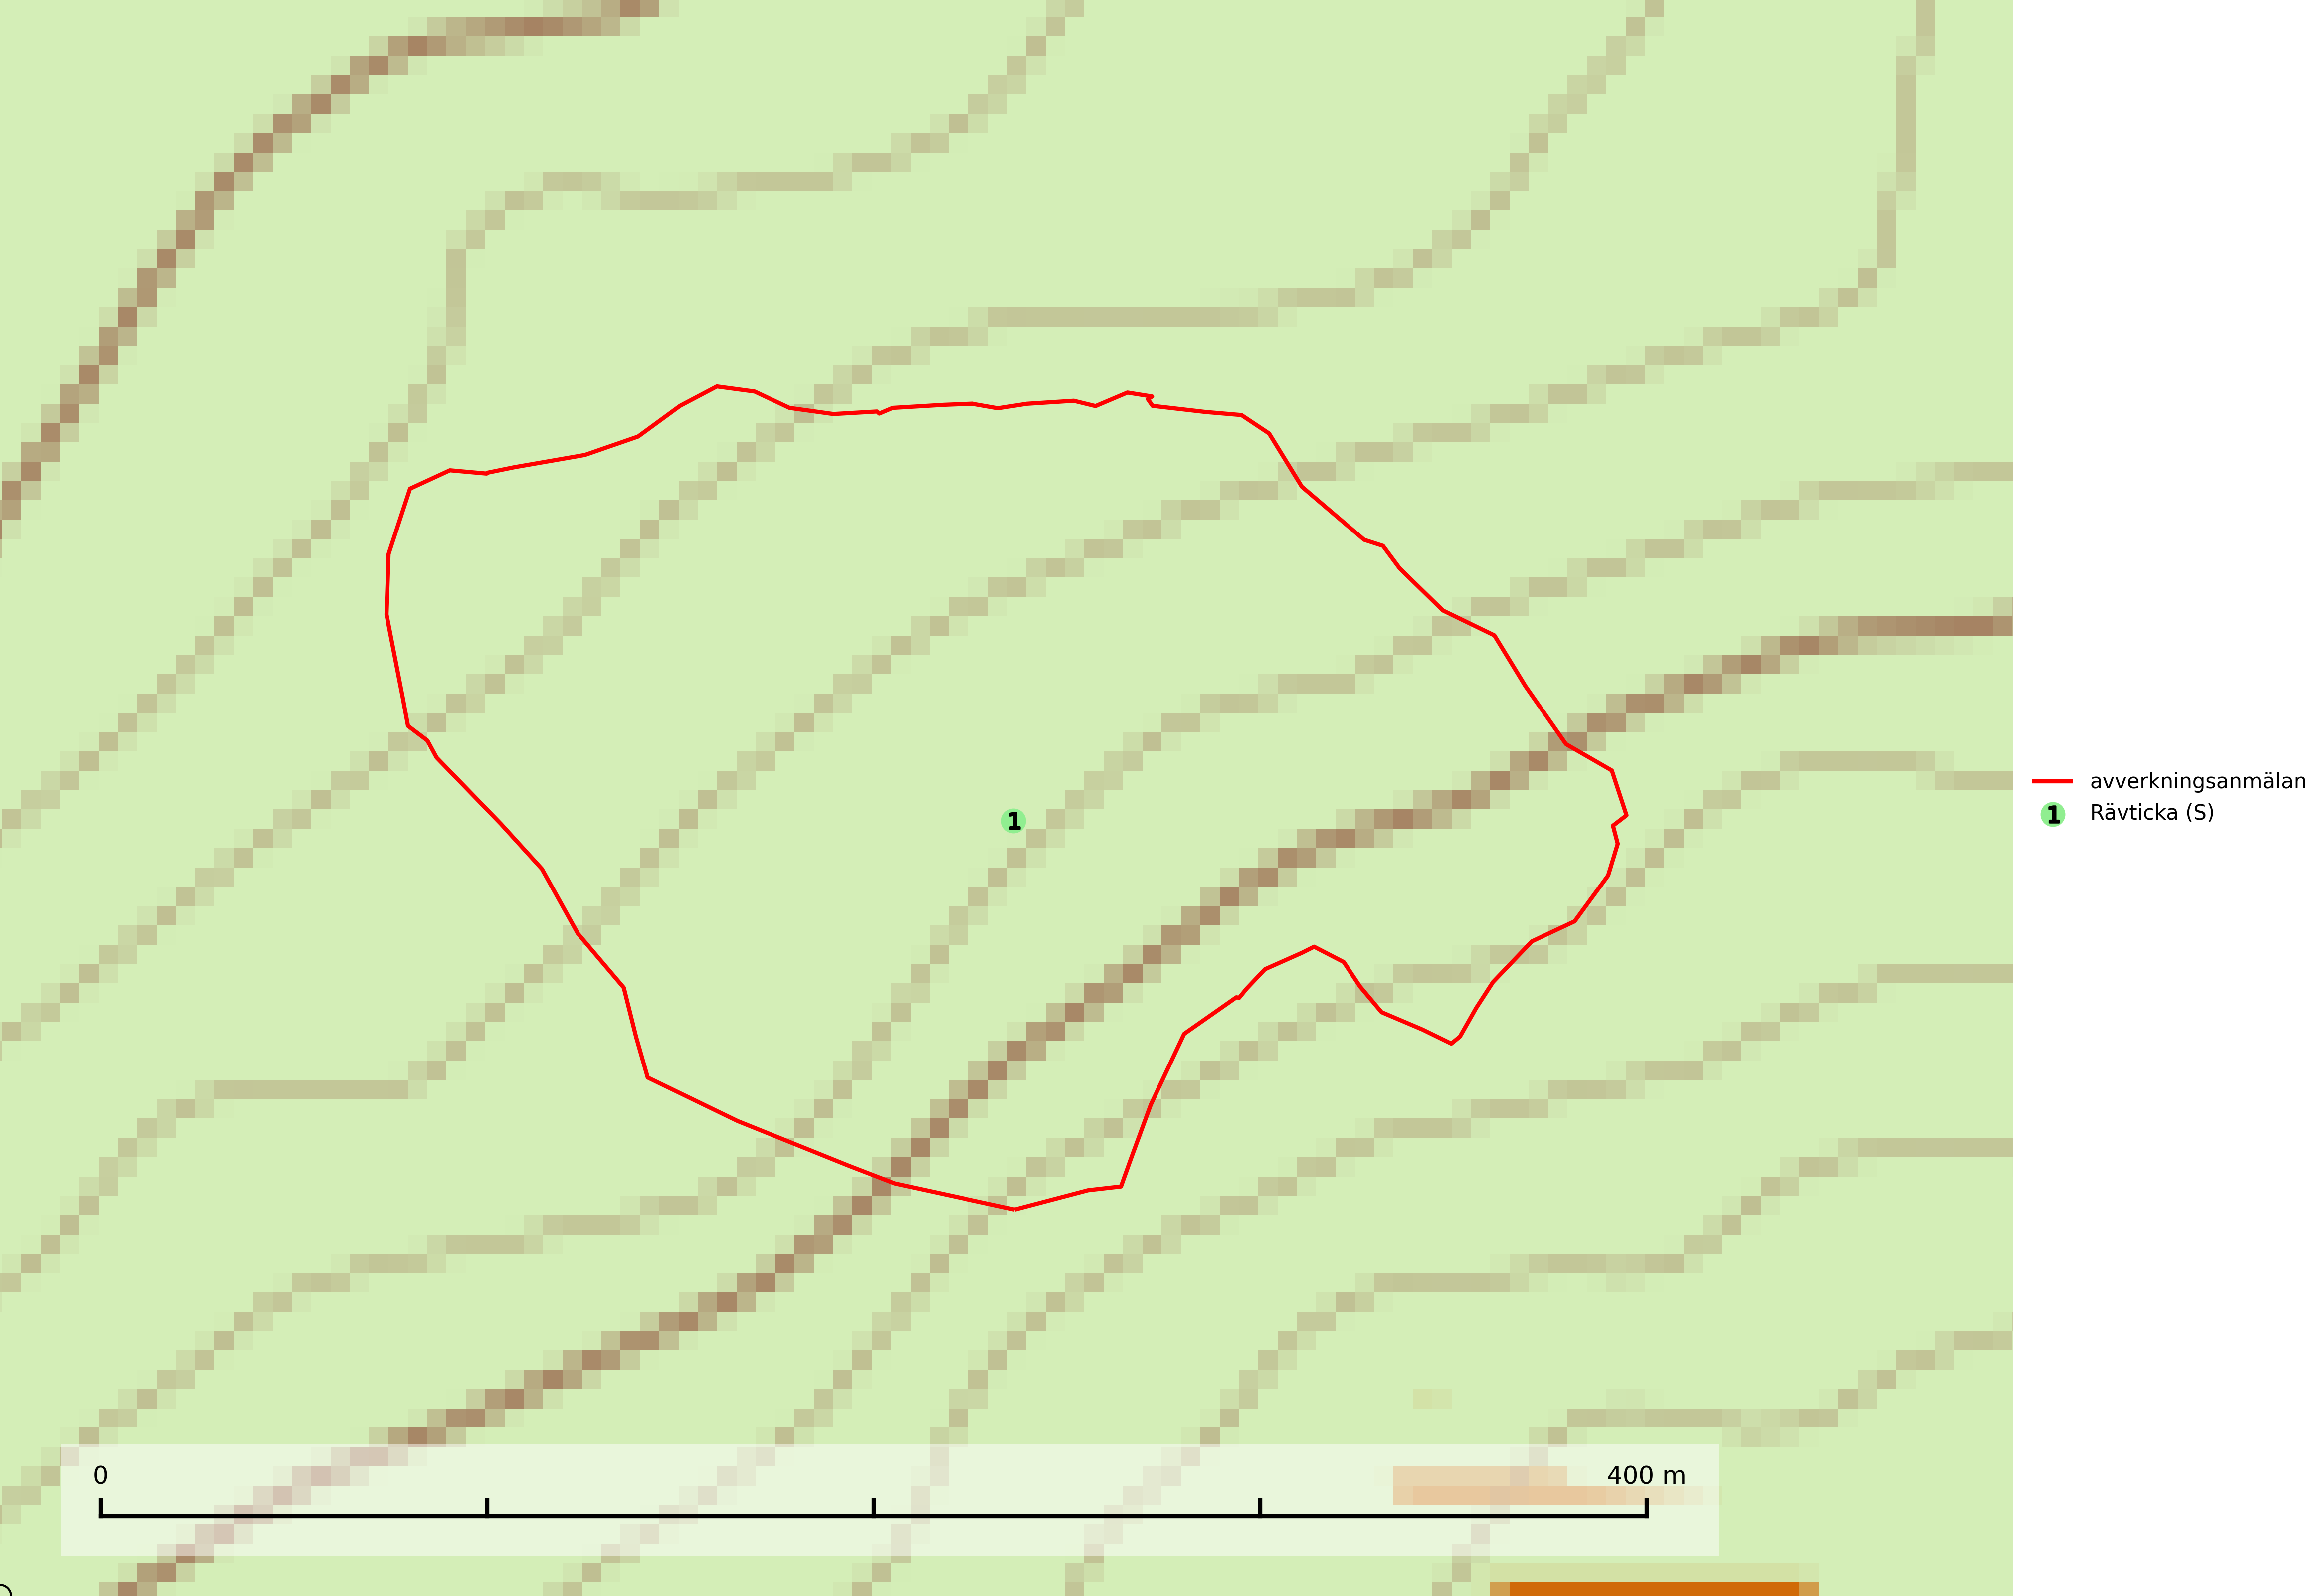 1
avverkningsanmälan
1 Rävticka (S)
0 400 m